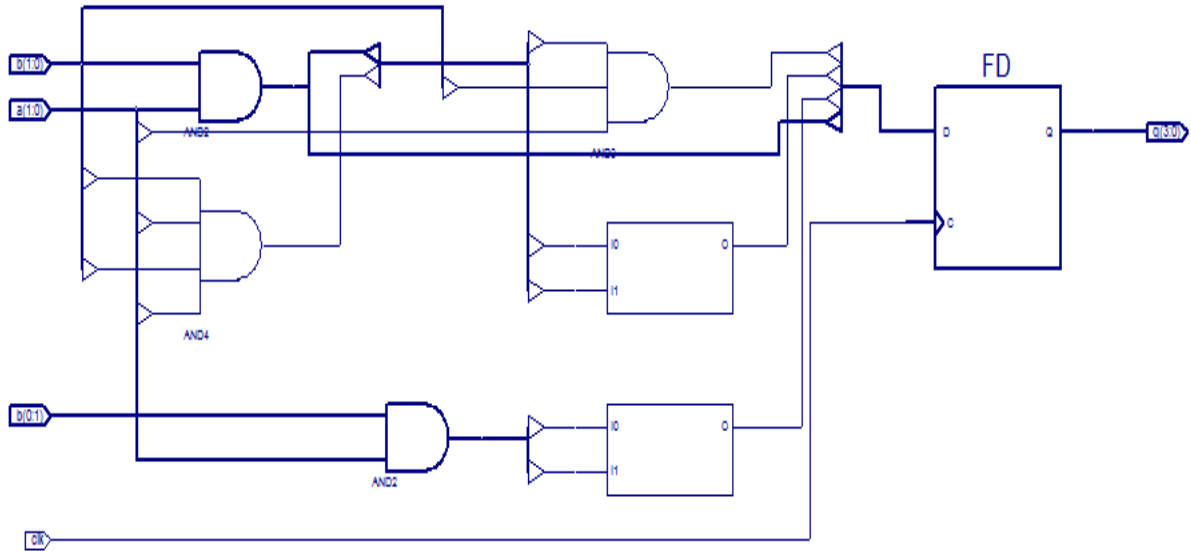 b(1:0)
a(1:0)
AND2
AND3
FD
D
Q
C
q(3:0)
AND4
I0
O
I1
b(0:1)
AND2
I0
O
I1
clk